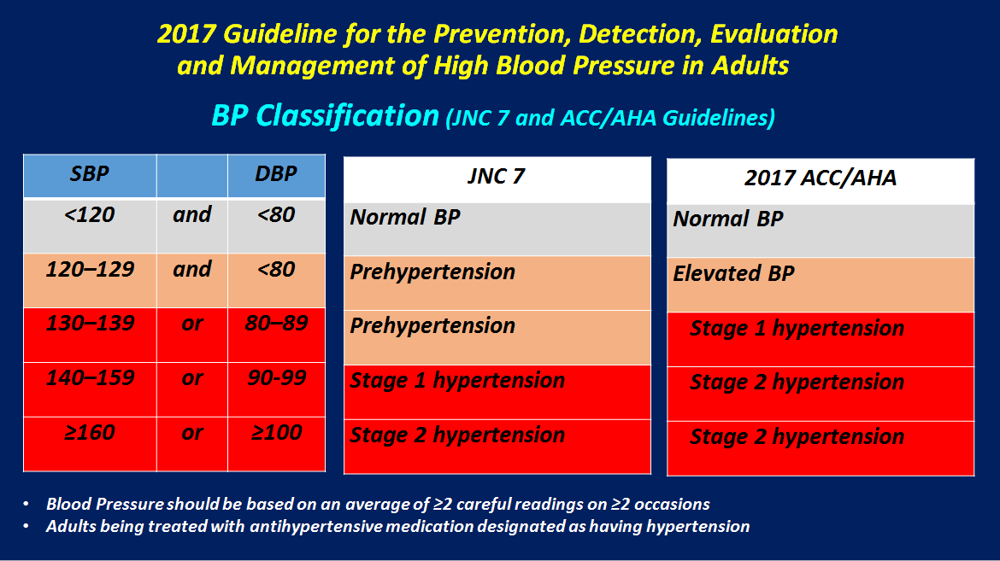 2017 Guideline for the Prevention, Detection, Evaluation
and Management of High Blood Pressure in Adults
BP Classification (JNC 7 and ACC/AHA Guidelines)
SBP DBP JNC 7 2017 ACC/AHA
<120 and <80 Normal BP Normal BP
120–129 and <80 Prehypertension Elevated BP
130–139 or 80–89 Prehypertension Stage 1 hypertension
140–159 or 90-99 Stage 1 hypertension Stage 2 hypertension
≥160 or ≥100 Stage 2 hypertension Stage 2 hypertension
• Blood Pressure should be based on an average of ≥2 careful readings on ≥2 occasions
• Adults being treated with antihypertensive medication designated as having hypertension